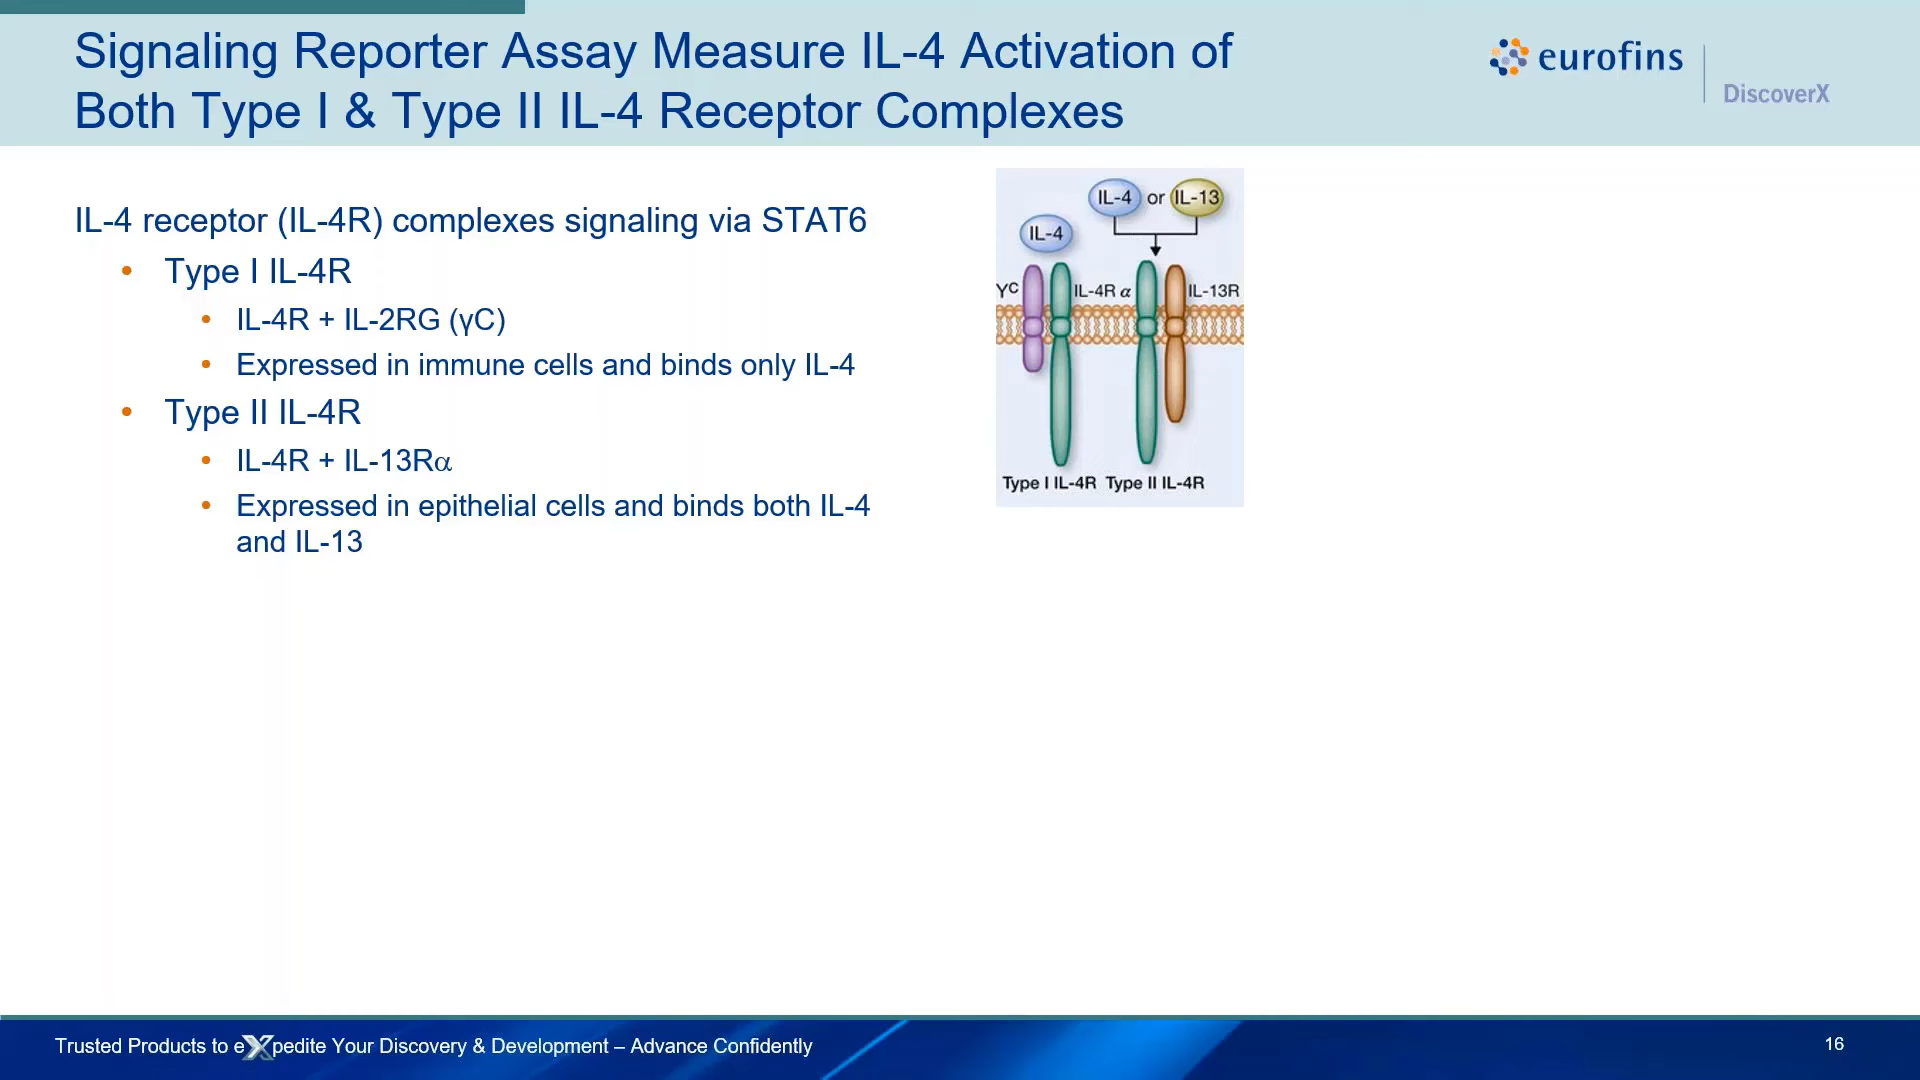 Signaling Reporter Assay Measure IL-4 Activation of
Both Type I & Type II IL-4 Receptor Complexes
eurofins
DiscoverX
IL-4 receptor (IL-4R) complexes signaling via STAT6
• Type I IL-4R
• IL-4R + IL-2RG (γC)
• Expressed in immune cells and binds only IL-4
• Type II IL-4R
• IL-4R + IL-13Rα
• Expressed in epithelial cells and binds both IL-4
and IL-13
IL-4 or IL-13
IL-4
γC IL-4R α IL-13R
Type I IL-4R Type II IL-4R
Trusted Products to eXpedite Your Discovery & Development – Advance Confidently
16